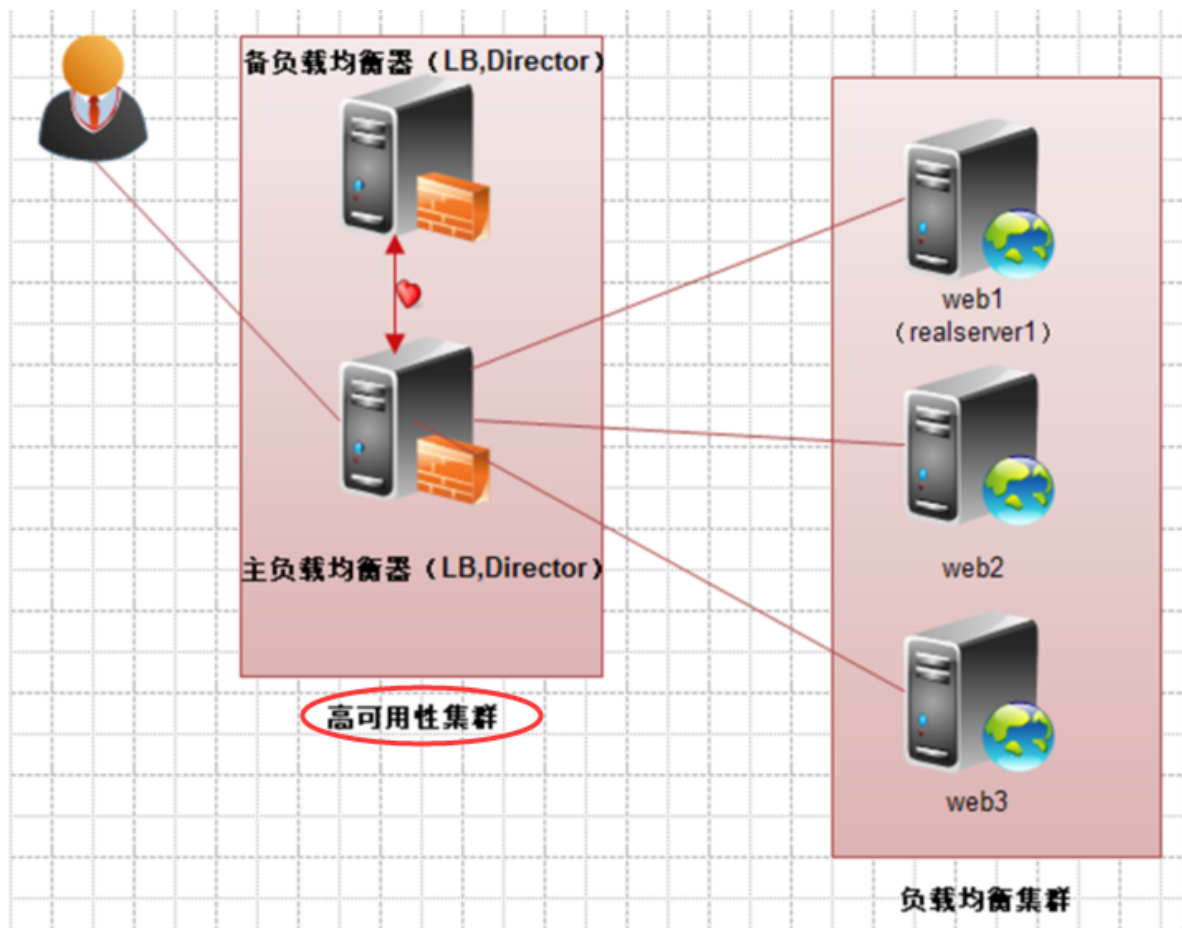 备负载均衡器（LB,Director）
主负载均衡器（LB,Director）
高可用性集群
web1
（realserver1）
web2
web3
负载均衡集群